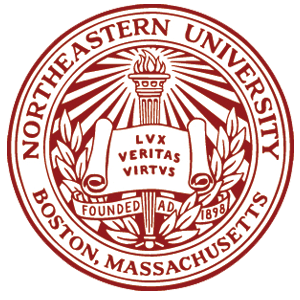 NORTHEASTERN UNIVERSITY
LVX
VERITAS
VIRTVS
FOUNDED A.D. 1898
BOSTON, MASSACHUSETTS